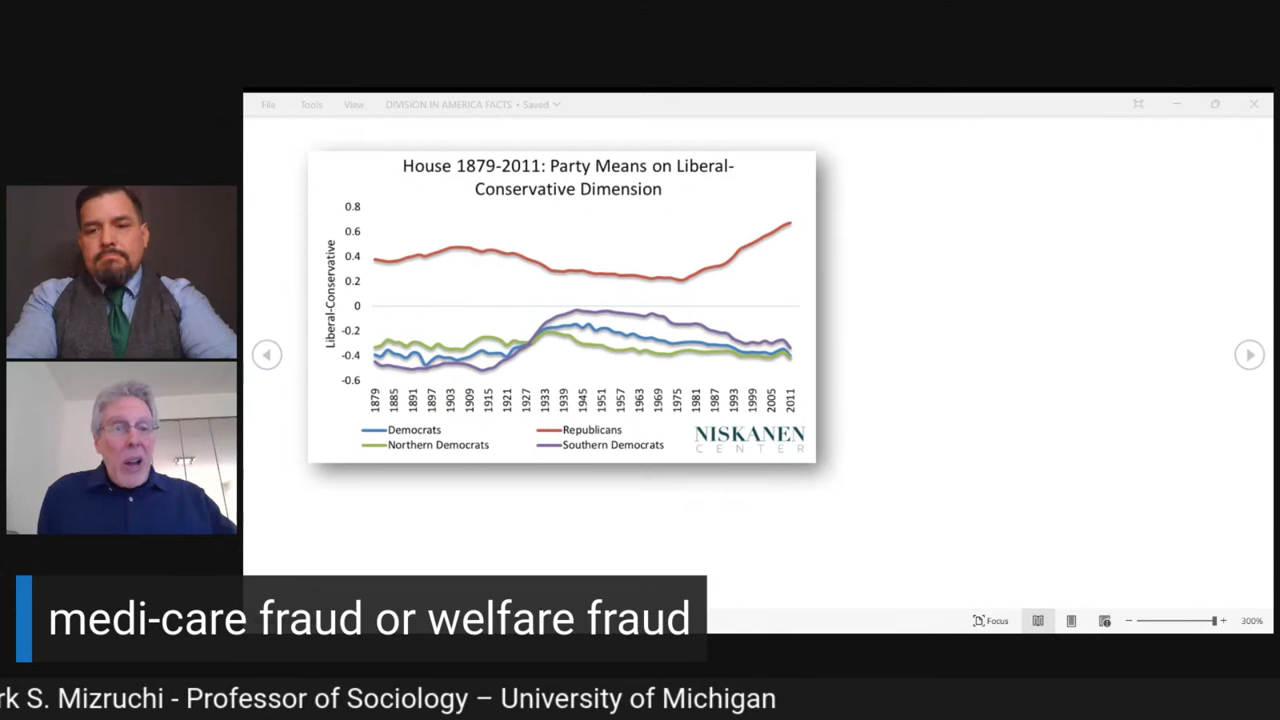 File Tools View DIVISION IN AMERICA FACTS • Saved
House 1879-2011: Party Means on Liberal-
Conservative Dimension
Liberal-Conservative
0.8
0.6
0.4
0.2
0
-0.2
-0.4
-0.6
1879 1885 1891 1897 1903 1909 1915 1921 1927 1933 1939 1945 1951 1957 1963 1969 1975 1981 1987 1993 1999 2005 2011
Democrats Republicans
Northern Democrats Southern Democrats
NISKANEN
CENTER
medi-care fraud or welfare fraud
Focus 300%
rk S. Mizruchi - Professor of Sociology – University of Michigan